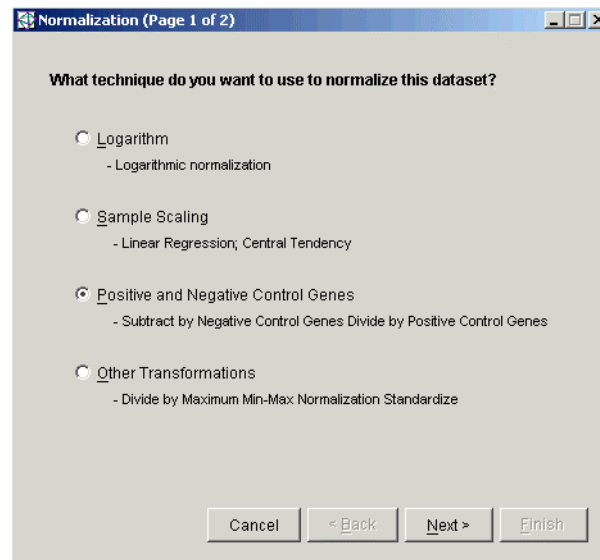 Normalization (Page 1 of 2)
What technique do you want to use to normalize this dataset?
Logarithm
- Logarithmic normalization
Sample Scaling
- Linear Regression; Central Tendency
Positive and Negative Control Genes
- Subtract by Negative Control Genes Divide by Positive Control Genes
Other Transformations
- Divide by Maximum Min-Max Normalization Standardize
Cancel
< Back
Next >
Finish